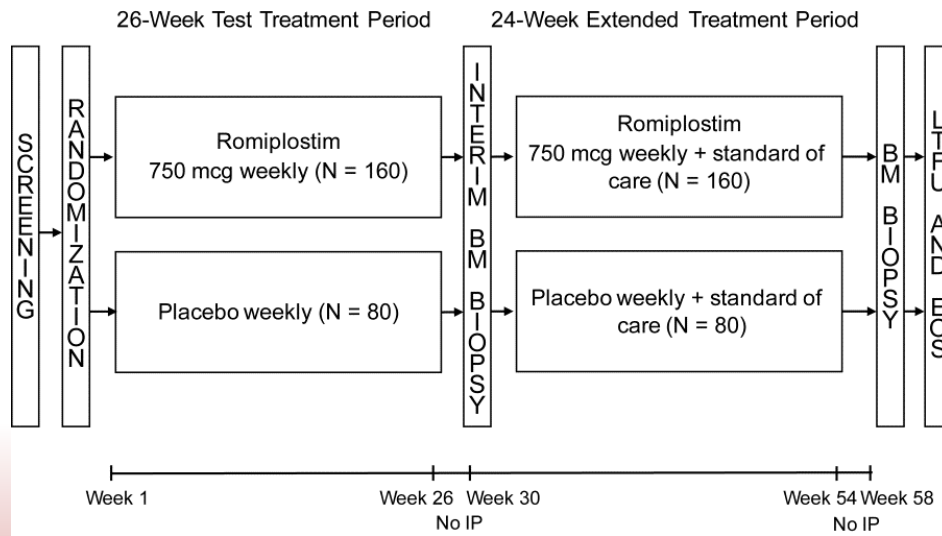 26-Week Test Treatment Period
24-Week Extended Treatment Period
SCREENING
RANDOMIZATION
Romiplostim
750 mcg weekly (N = 160)
Placebo weekly (N = 80)
INTERIM BM BIOPSY
Romiplostim
750 mcg weekly + standard of
care (N = 160)
Placebo weekly + standard of
care (N = 80)
BM BIOPSY
LTFU AND EOS
Week 1
Week 26
Week 30
Week 54
Week 58
No IP
No IP